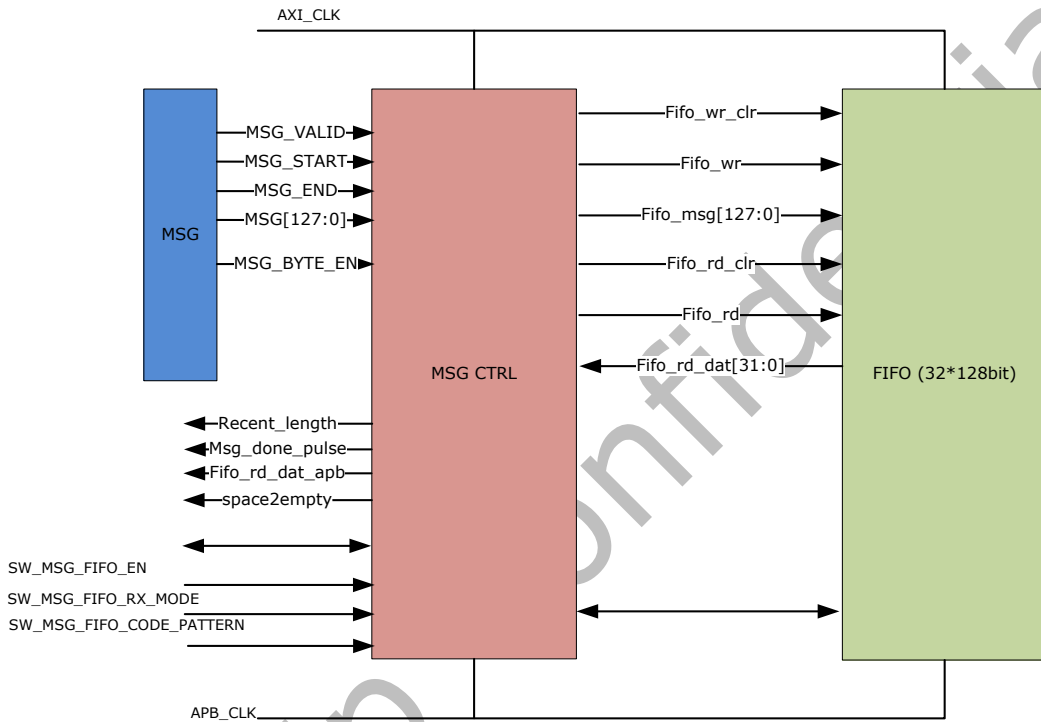 AXI_CLK
MSG
MSG_VALID
MSG_START
MSG_END
MSG[127:0]
MSG_BYTE_EN
MSG CTRL
Fifo_wr_clr
Fifo_wr
Fifo_msg[127:0]
Fifo_rd_clr
Fifo_rd
Fifo_rd_dat[31:0]
FIFO (32*128bit)
Recent_length
Msg_done_pulse
Fifo_rd_dat_apb
space2empty
SW_MSG_FIFO_EN
SW_MSG_FIFO_RX_MODE
SW_MSG_FIFO_CODE_PATTERN
APB_CLK